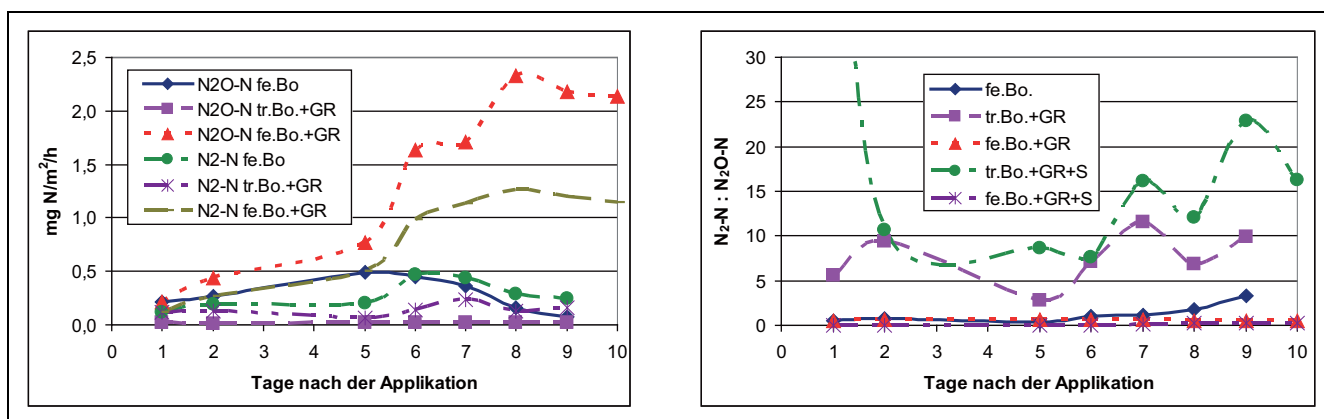 2,5
2,0
1,5
1,0
0,5
0,0
mg N/m²/h
N2O-N fe.Bo
N2O-N tr.Bo.+GR
N2O-N fe.Bo.+GR
N2-N fe.Bo
N2-N tr.Bo.+GR
N2-N fe.Bo.+GR
0 1 2 3 4 5 6 7 8 9 10
Tage nach der Applikation
30
25
20
15
10
5
0
N₂-N : N₂O-N
fe.Bo.
tr.Bo.+GR
fe.Bo.+GR
tr.Bo.+GR+S
fe.Bo.+GR+S
0 1 2 3 4 5 6 7 8 9 10
Tage nach der Applikation